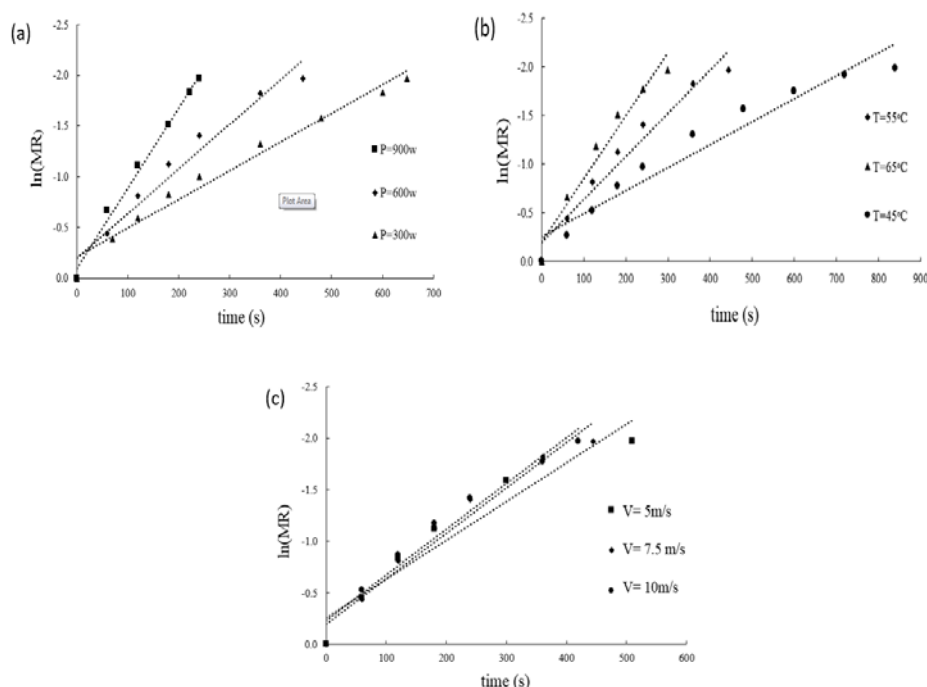 (a)
-2.5
-2.0
-1.5
-1.0
-0.5
0.0
ln(MR)
0 100 200 300 400 500 600 700
time (s)
P=900w
P=600w
P=300w
Plot Area
(b)
-2.5
-2.0
-1.5
-1.0
-0.5
0.0
ln(MR)
0 100 200 300 400 500 600 700 800 900
time (s)
T=55ºC
T=65ºC
T=45ºC
(c)
-2.5
-2.0
-1.5
-1.0
-0.5
0.0
ln(MR)
0 100 200 300 400 500 600
time (s)
V= 5m/s
V= 7.5 m/s
V= 10m/s